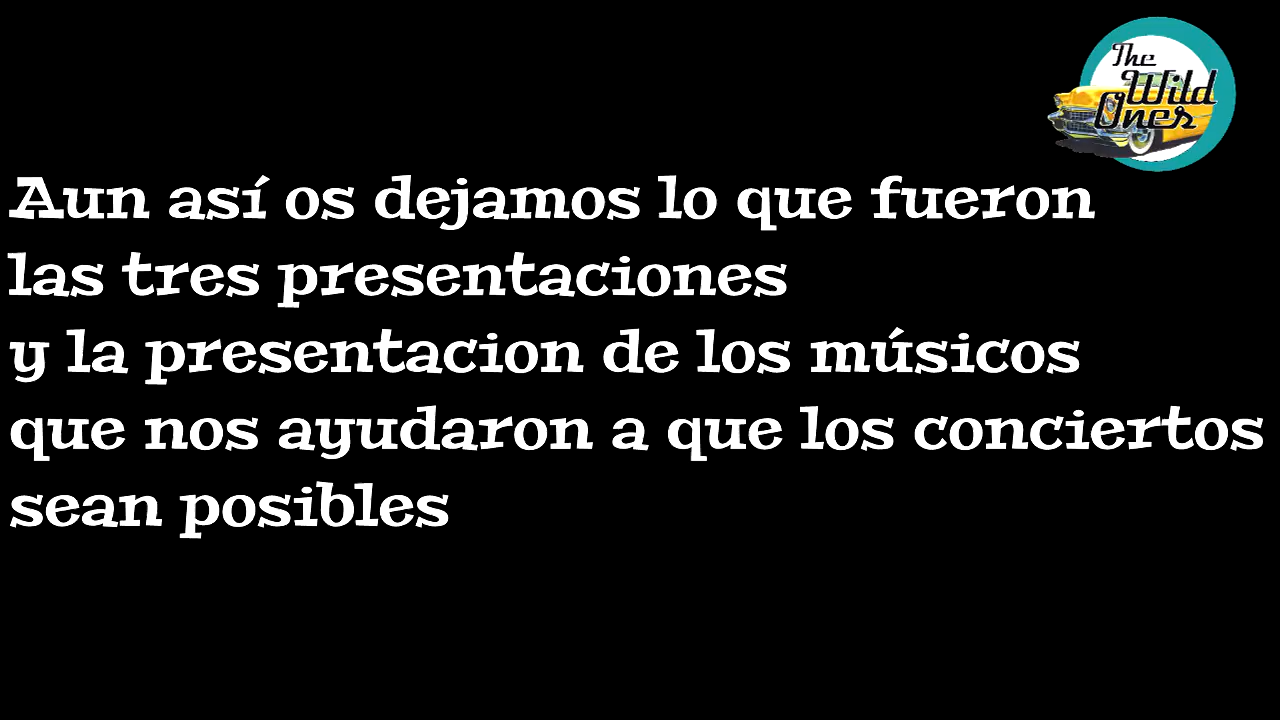 The
Wild
Ones
Aun así os dejamos lo que fueron
las tres presentaciones
y la presentacion de los músicos
que nos ayudaron a que los conciertos
sean posibles